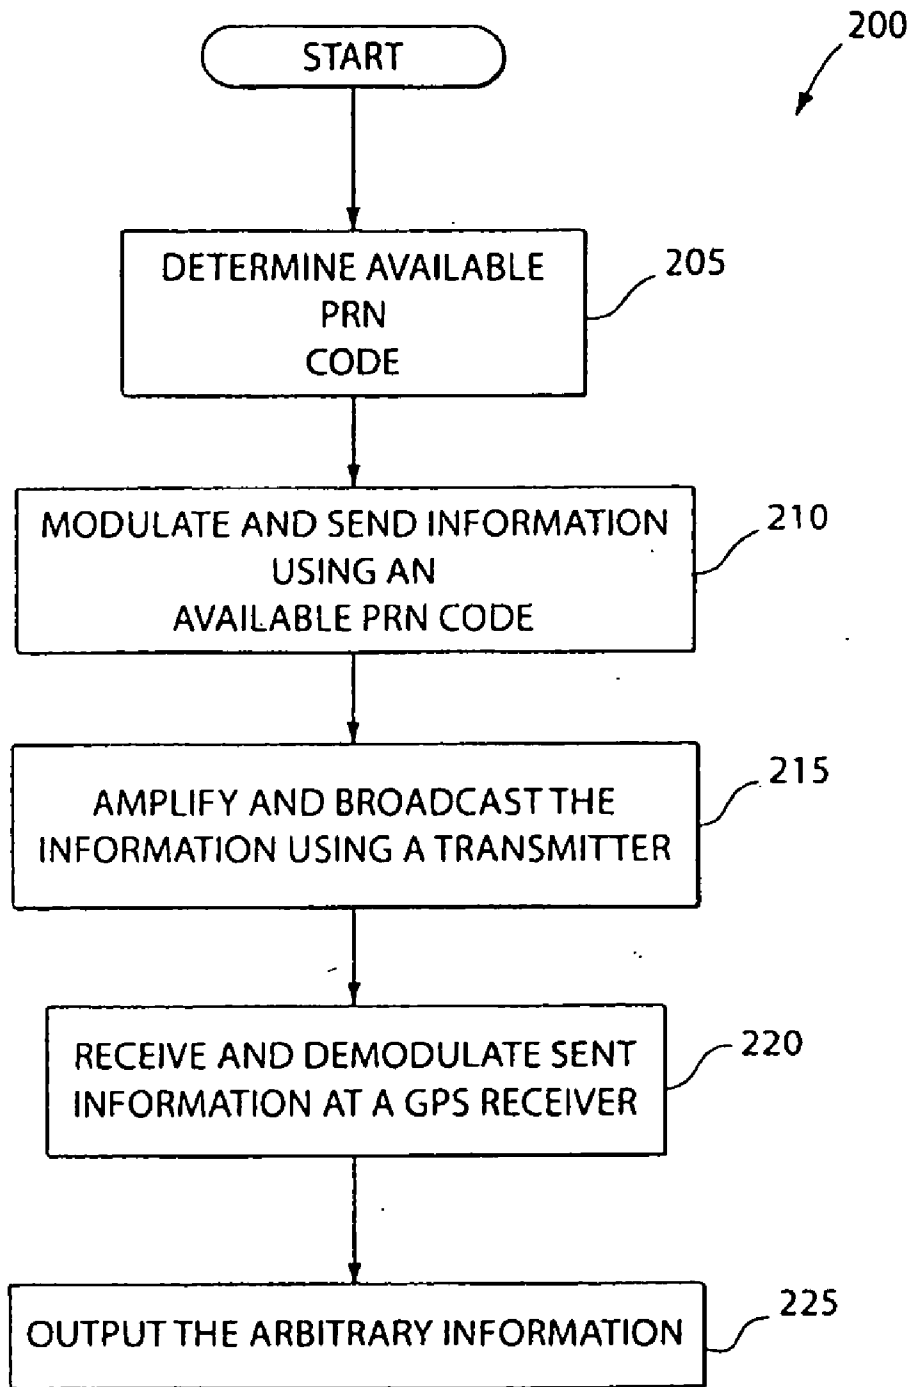 200
START
DETERMINE AVAILABLE
PRN
CODE
205
MODULATE AND SEND INFORMATION
USING AN
AVAILABLE PRN CODE
210
AMPLIFY AND BROADCAST THE
INFORMATION USING A TRANSMITTER
215
RECEIVE AND DEMODULATE SENT
INFORMATION AT A GPS RECEIVER
220
OUTPUT THE ARBITRARY INFORMATION
225